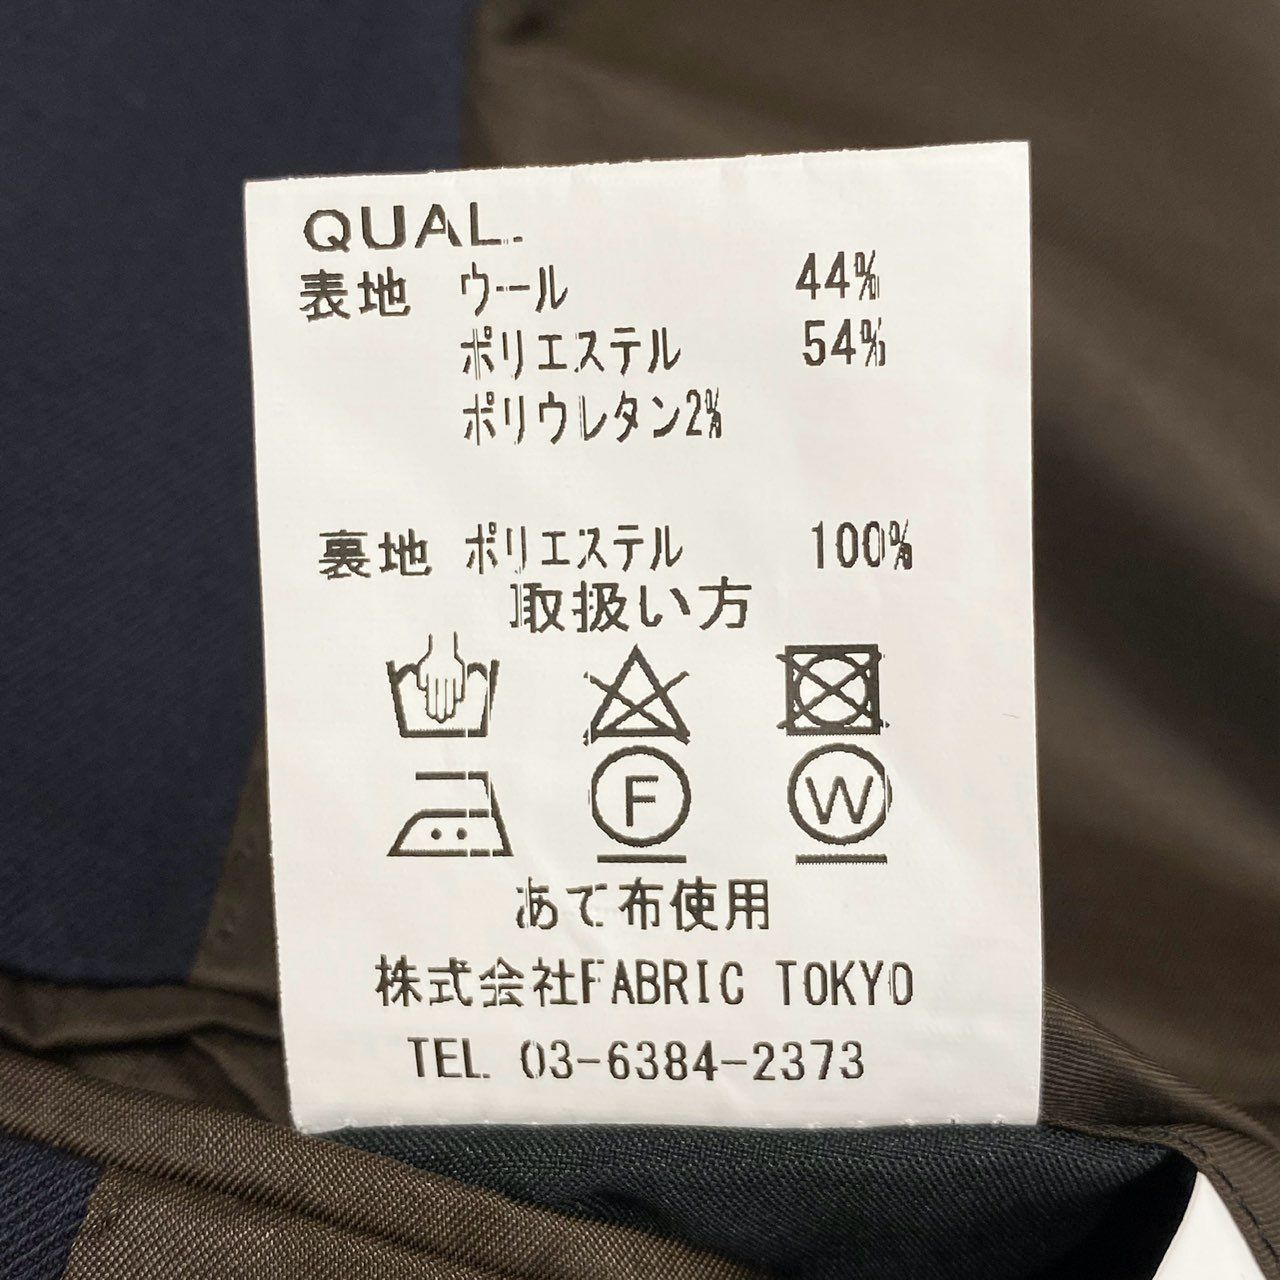 QUAL.
表地 ウール 44%
ポリエステル 54%
ポリウレタン2%
裏地 ポリエステル 100%
取扱い方
F W
あて布使用
株式会社FABRIC TOKYO
TEL. 03-6384-2373